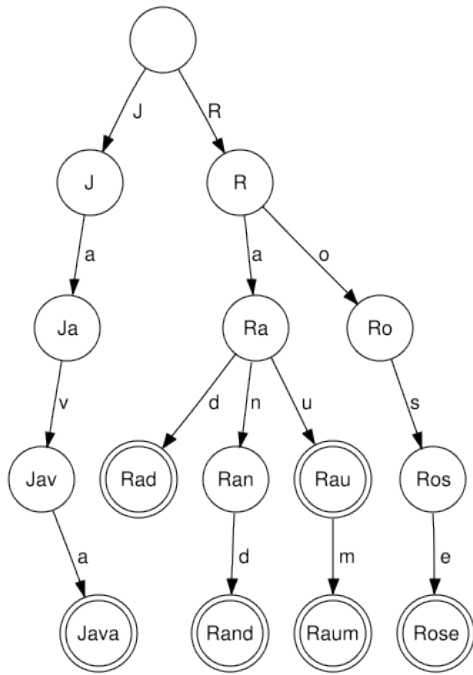 J R
J R
a a o
Ja Ra Ro
v d n u s
Jav Rad Ran Rau Ros
a d m e
Java Rand Raum Rose